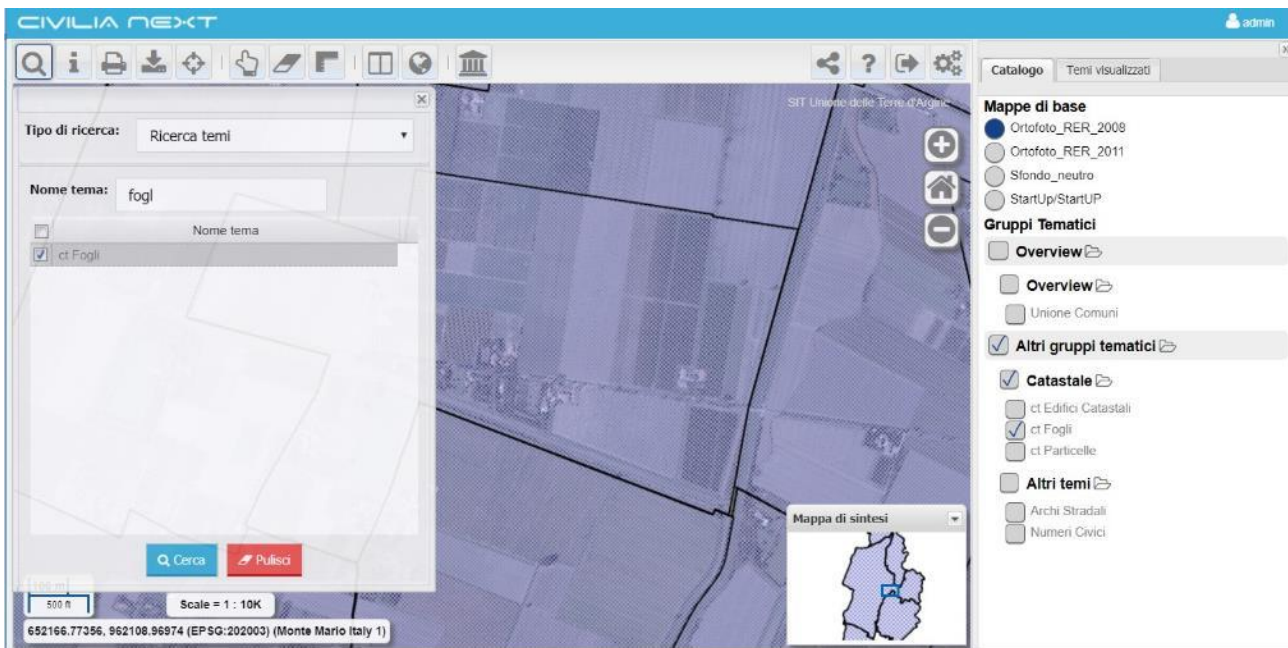 CIVILIA NEXT
admin
SIT Unione delle Terre d'Argine
Tipo di ricerca:
Ricerca temi
Nome tema:
fogl
Nome tema
ct Fogli
Cerca
Pulisci
100 m
500 ft
Scale = 1 : 10K
652166.77356, 962108.96974 (EPSG:202003) (Monte Mario Italy 1)
Mappa di sintesi
Catalogo
Temi visualizzati
Mappe di base
Ortofoto_RER_2008
Ortofoto_RER_2011
Sfondo_neutro
StartUp/StartUP
Gruppi Tematici
Overview
Overview
Unione Comuni
Altri gruppi tematici
Catastale
ct Edifici Catastali
ct Fogli
ct Particelle
Altri temi
Archi Stradali
Numeri Civici